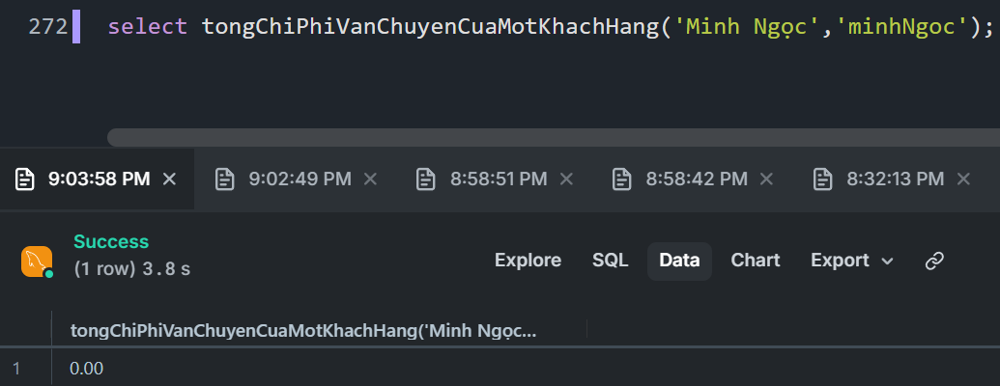 272 select tongChiPhiVanChuyenCuaMotKhachHang('Minh Ngọc','minhNgoc');
9:03:58 PM × 9:02:49 PM × 8:58:51 PM × 8:58:42 PM × 8:32:13 PM ×
Success
(1 row) 3.8 s
Explore SQL Data Chart Export
tongChiPhiVanChuyenCuaMotKhachHang('Minh Ngọc...
1 0.00